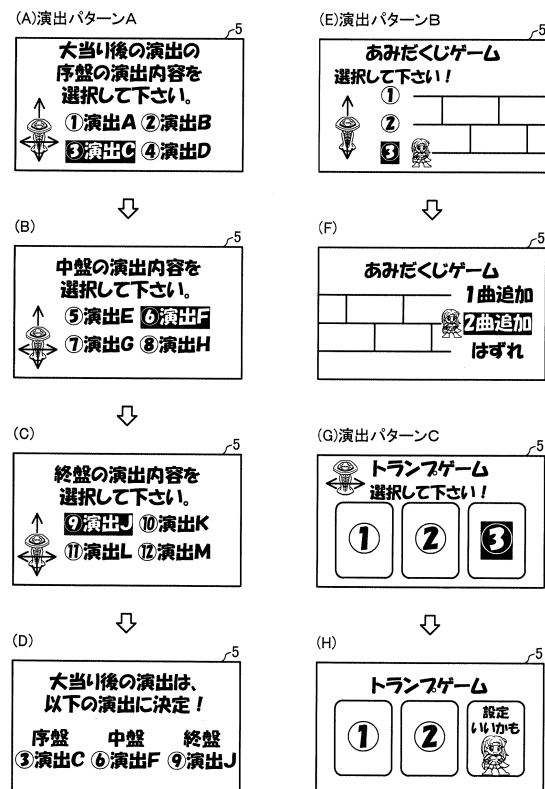 (A)演出パターンA
5
大当り後の演出の
序盤の演出内容を
選択して下さい。
①演出A ②演出B
③演出C ④演出D
(B)
5
中盤の演出内容を
選択して下さい。
⑤演出E ⑥演出F
⑦演出G ⑧演出H
(C)
5
終盤の演出内容を
選択して下さい。
⑨演出J ⑩演出K
⑪演出L ⑫演出M
(D)
5
大当り後の演出は、
以下の演出に決定!
序盤 中盤 終盤
③演出C ⑥演出F ⑨演出J
(E)演出パターンB
5
あみだくじゲーム
選択して下さい!
①
②
③
(F)
5
あみだくじゲーム
1曲追加
2曲追加
はずれ
(G)演出パターンC
5
トランプゲーム
選択して下さい!
① ② ③
(H)
5
トランプゲーム
① ② 設定
いいかも